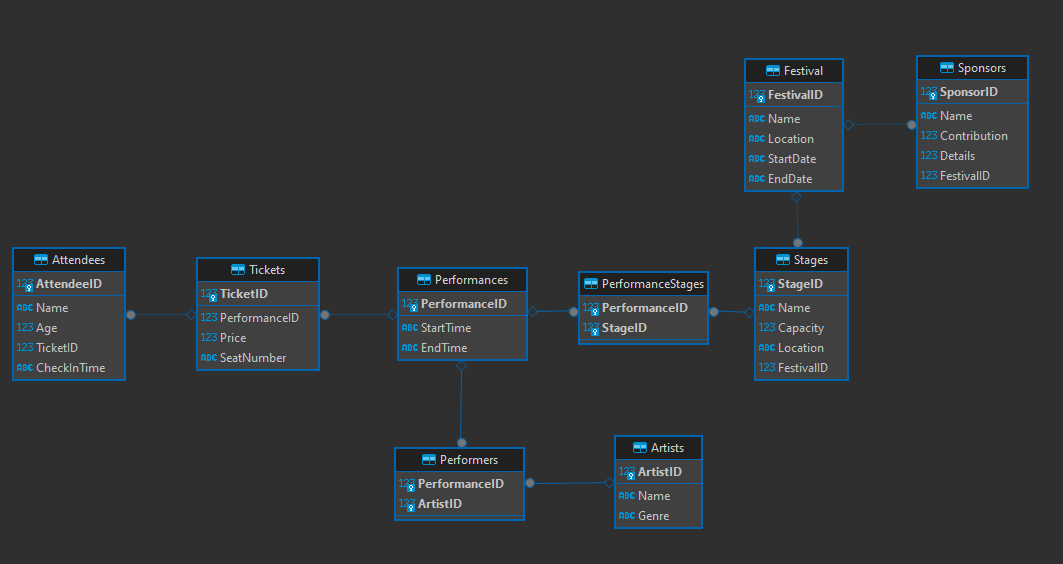 Festival
123 FestivalID
ABC Name
ABC Location
ABC StartDate
ABC EndDate
Sponsors
123 SponsorID
ABC Name
123 Contribution
123 Details
123 FestivalID
Attendees
123 AttendeeID
ABC Name
123 Age
123 TicketID
ABC CheckInTime
Tickets
123 TicketID
123 PerformanceID
123 Price
ABC SeatNumber
Performances
123 PerformanceID
ABC StartTime
ABC EndTime
PerformanceStages
123 PerformanceID
123 StageID
Stages
123 StageID
ABC Name
123 Capacity
ABC Location
123 FestivalID
Performers
123 PerformanceID
123 ArtistID
Artists
123 ArtistID
ABC Name
ABC Genre